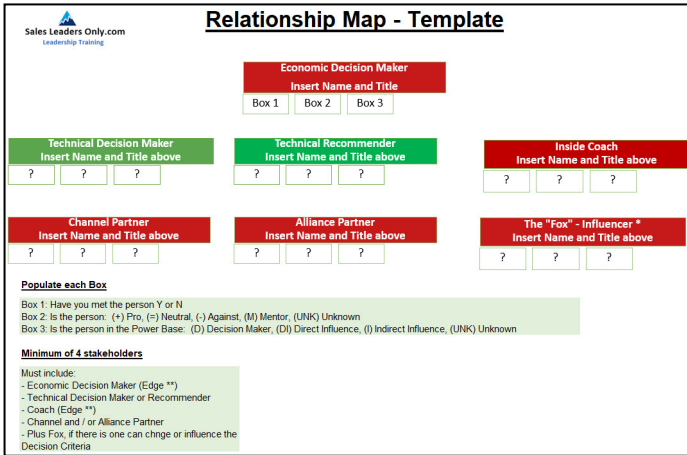 Relationship Map - Template
Sales Leaders Only.com
Leadership Training
Economic Decision Maker
Insert Name and Title
Box 1 Box 2 Box 3
Technical Decision Maker
Insert Name and Title above
? ? ?
Technical Recommender
Insert Name and Title above
? ? ?
Inside Coach
Insert Name and Title above
? ? ?
Channel Partner
Insert Name and Title above
? ? ?
Alliance Partner
Insert Name and Title above
? ? ?
The "Fox" - Influencer *
Insert Name and Title above
? ? ?
Populate each Box
Box 1: Have you met the person Y or N
Box 2: Is the person: (+) Pro, (=) Neutral, (-) Against, (M) Mentor, (UNK) Unknown
Box 3: Is the person in the Power Base: (D) Decision Maker, (DI) Direct Influence, (I) Indirect Influence, (UNK) Unknown
Minimum of 4 stakeholders
Must include:
- Economic Decision Maker (Edge **)
- Technical Decision Maker or Recommender
- Coach (Edge **)
- Channel and / or Alliance Partner
- Plus Fox, if there is one can chnge or influence the
Decision Criteria